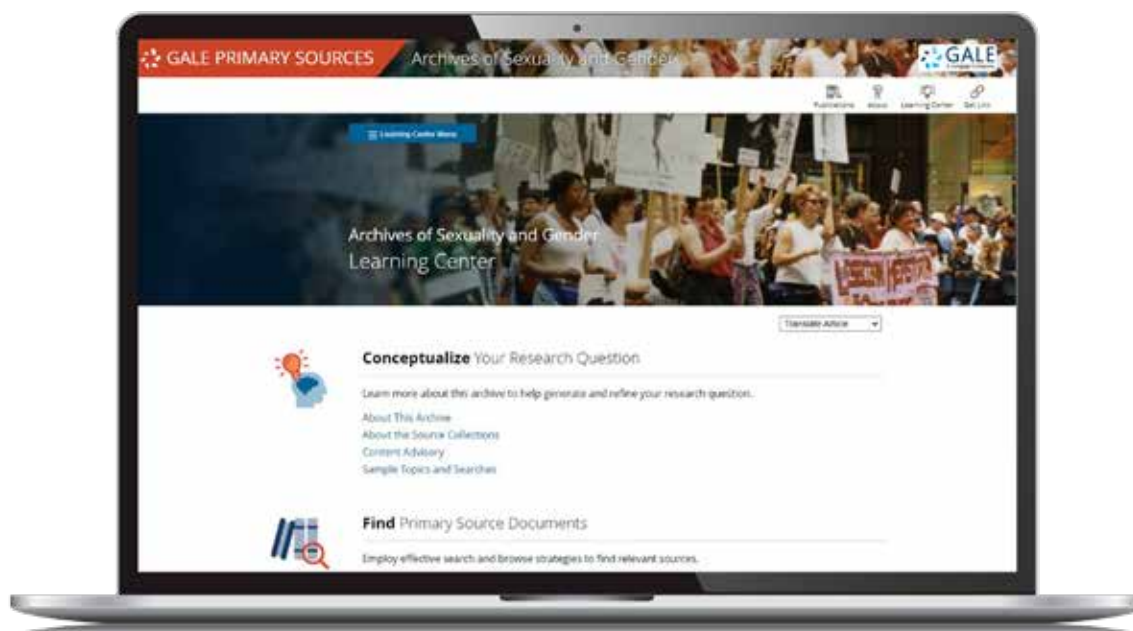 GALE PRIMARY SOURCES
Archives of Sexuality and Gender
GALE
Publications About Learning Center Get Link
Learning Center Menu
Archives of Sexuality and Gender
Learning Center
LESBIAN
Translate Article
Conceptualize Your Research Question
Learn more about this archive to help generate and refine your research question.
About This Archive
About the Source Collections
Content Advisory
Sample Topics and Searches
Find Primary Source Documents
Employ effective search and browse strategies to find relevant sources.